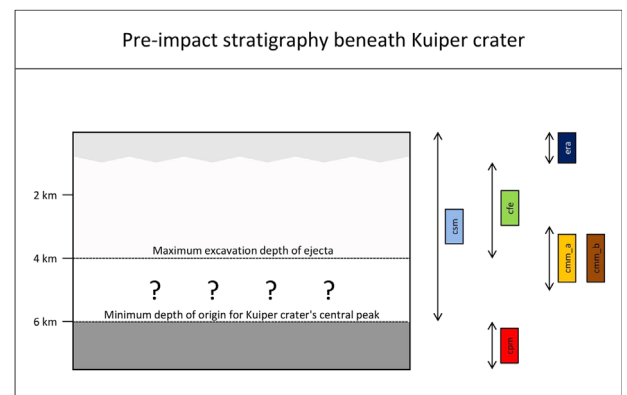 Pre-impact stratigraphy beneath Kuiper crater
era
2 km
cfe
csm
Maximum excavation depth of ejecta
4 km
cmm_a
cmm_b
? ? ? ?
Minimum depth of origin for Kuiper crater's central peak
6 km
cpm